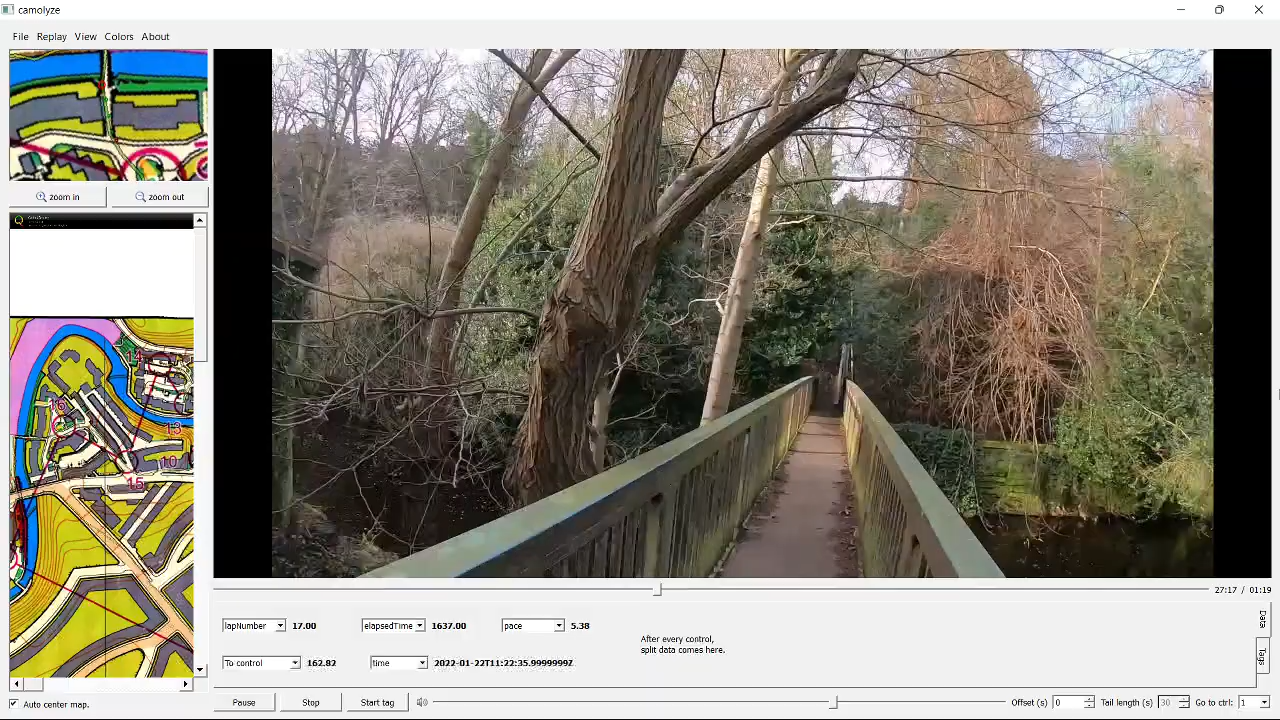 camolyze
File Replay View Colors About
zoom in zoom out
14
16
13
10
15
27:17 / 01:19
lapNumber 17.00 elapsedTime 1637.00 pace 5.38
After every control,
split data comes here.
To control 162.82 time 2022-01-22T11:22:35.9999999Z
Data
Tags
Pause Stop Start tag Offset (s) 0 Tail length (s) 30 Go to ctrl: 1
Auto center map.